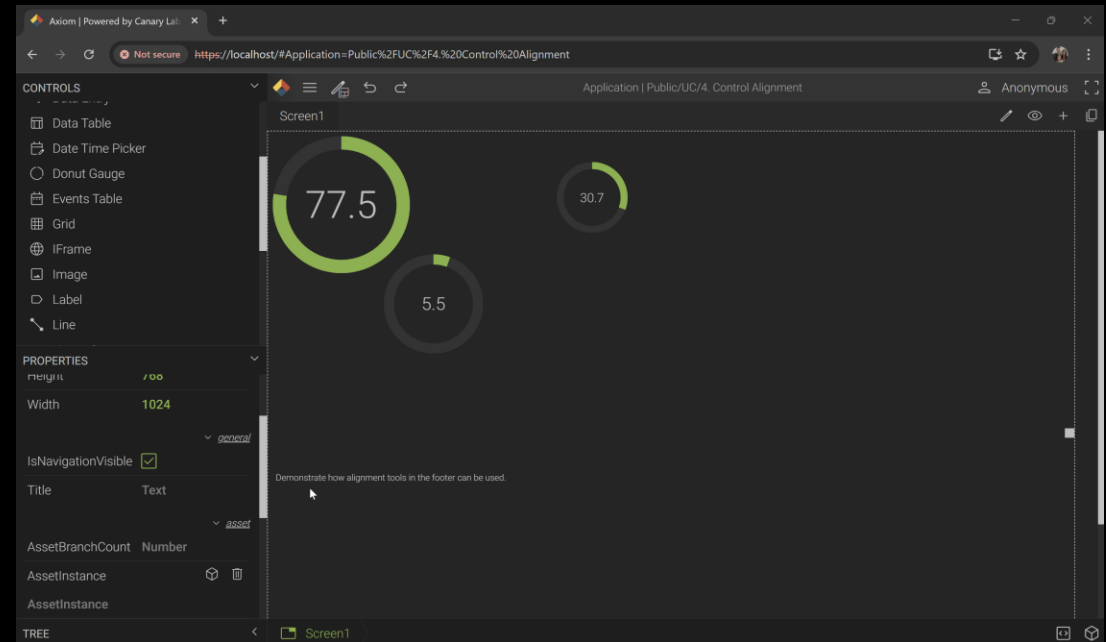 Axiom | Powered by Canary Lab
Not secure https://localhost/#Application=Public%2FUC%2F4.%20Control%20Alignment
CONTROLS
Application | Public/UC/4. Control Alignment
Anonymous
Data Entry
Data Table
Date Time Picker
Donut Gauge
Events Table
Grid
IFrame
Image
Label
Line
Screen1
77.5
30.7
5.5
Demonstrate how alignment tools in the footer can be used.
PROPERTIES
Height 768
Width 1024
general
IsNavigationVisible
Title Text
asset
AssetBranchCount Number
AssetInstance
AssetInstance
TREE
Screen1